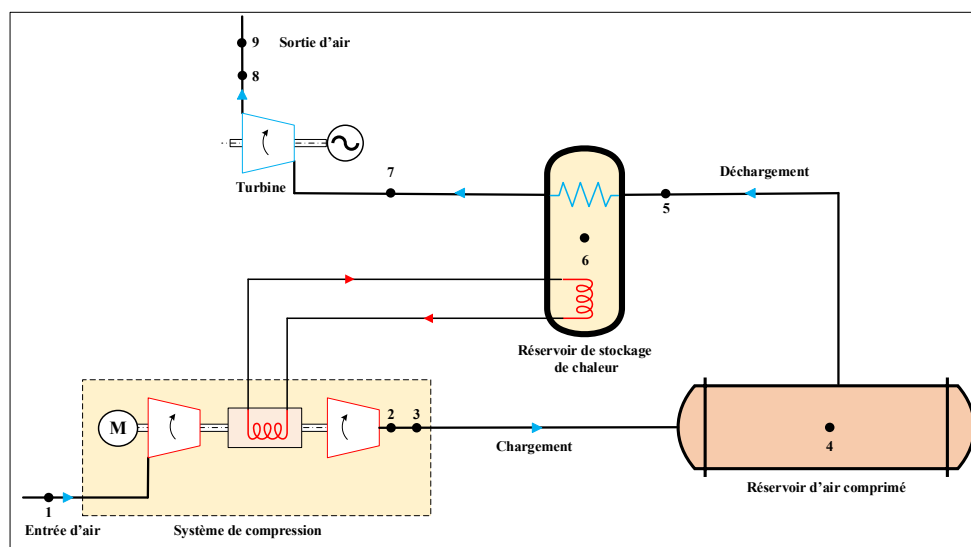 9
Sortie d'air
8
Turbine
7
Déchargement
5
6
Réservoir de stockage
de chaleur
M
2
3
Chargement
4
1
Entrée d'air
Système de compression
Réservoir d'air comprimé